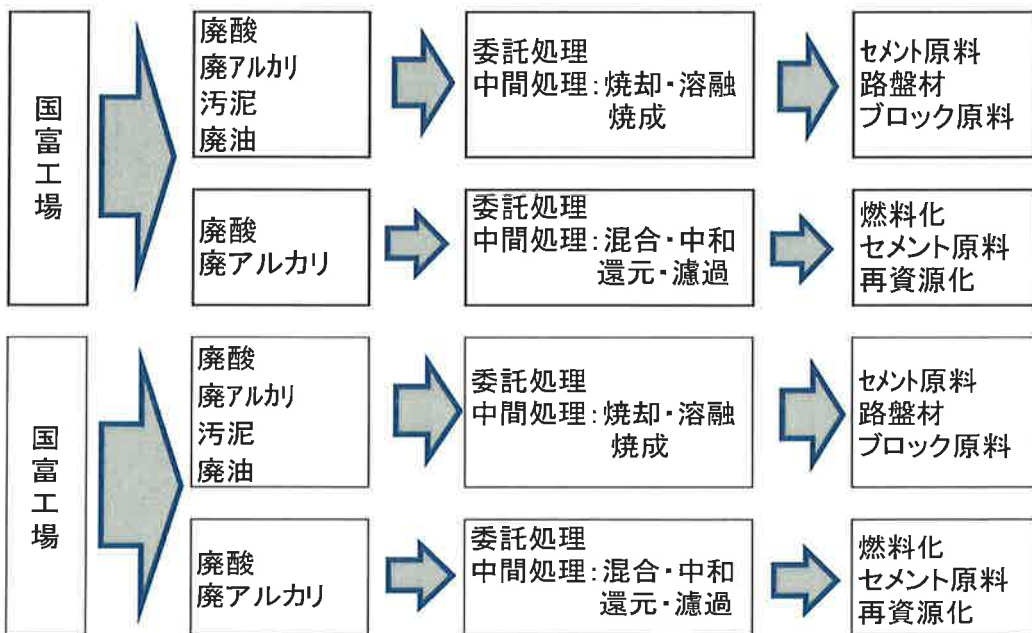 国富工場
廃酸
廃アルカリ
汚泥
廃油
委託処理
中間処理：焼却・溶融
焼成
セメント原料
路盤材
ブロック原料
廃酸
廃アルカリ
委託処理
中間処理：混合・中和
還元・濾過
燃料化
セメント原料
再資源化
国富工場
廃酸
廃アルカリ
汚泥
廃油
委託処理
中間処理：焼却・溶融
焼成
セメント原料
路盤材
ブロック原料
廃酸
廃アルカリ
委託処理
中間処理：混合・中和
還元・濾過
燃料化
セメント原料
再資源化